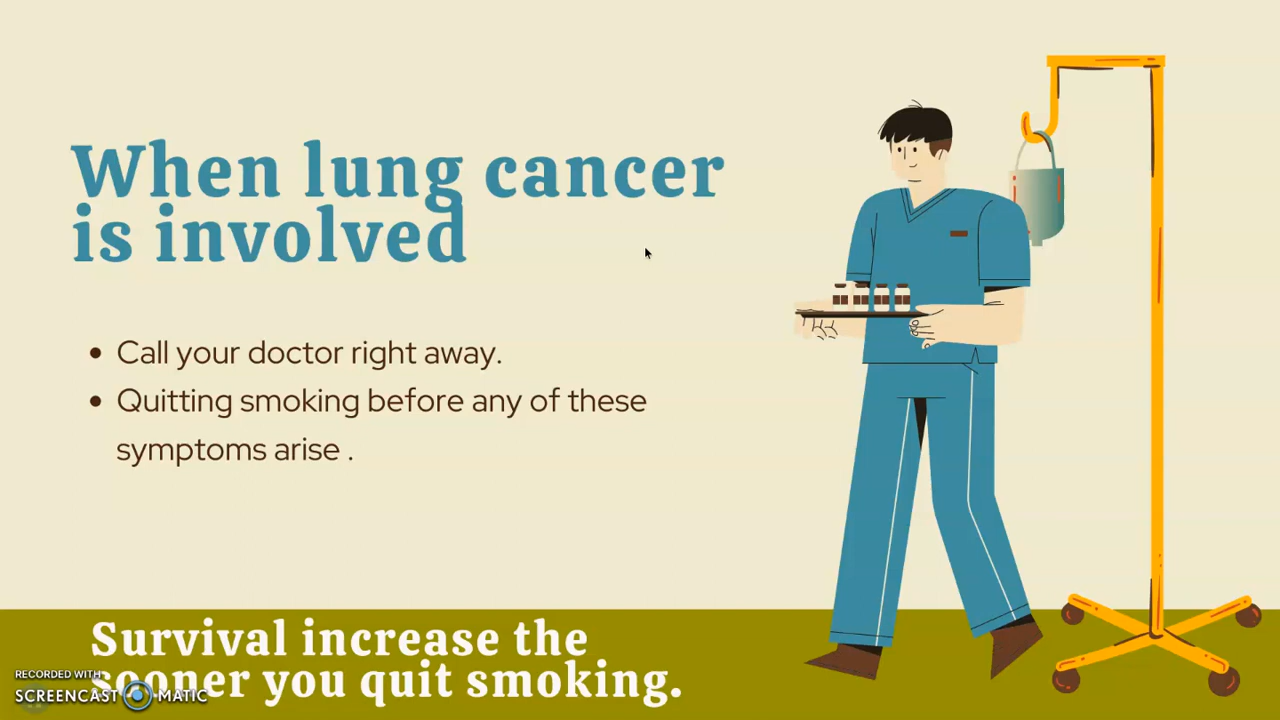 When lung cancer
is involved
• Call your doctor right away.
• Quitting smoking before any of these
symptoms arise .
Survival increase the
sooner you quit smoking.
RECORDED WITH
SCREENCAST MATIC